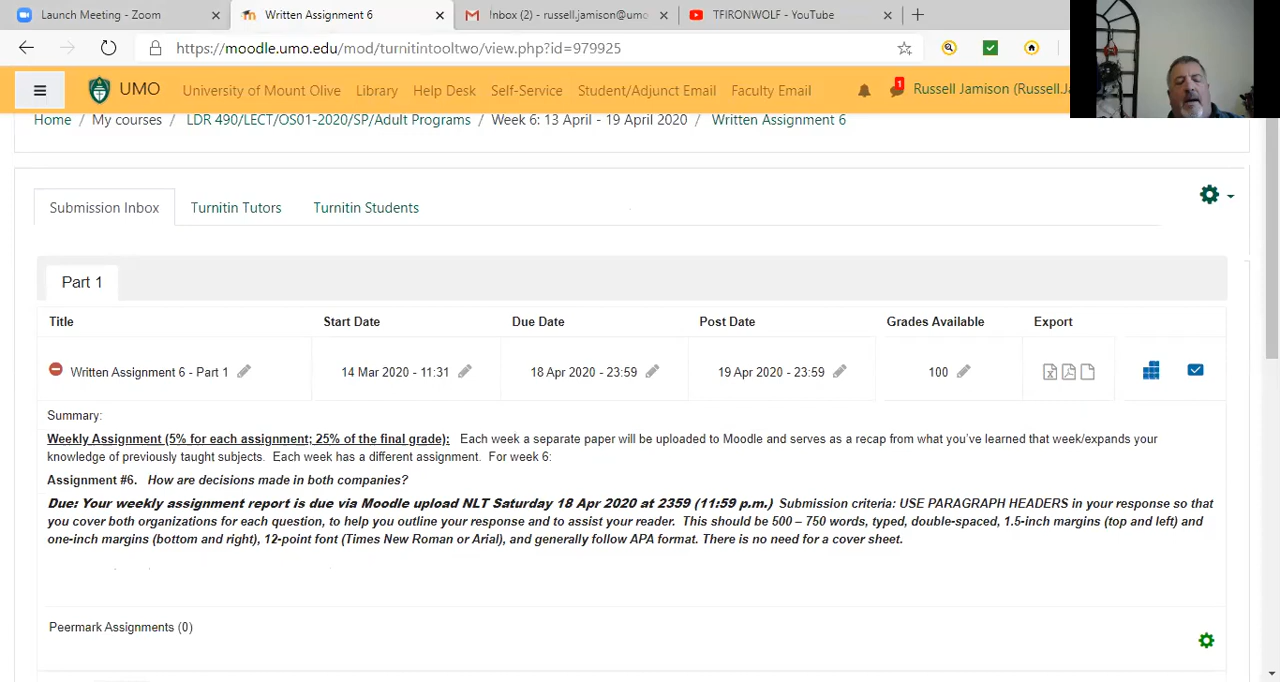 Launch Meeting - Zoom
Written Assignment 6
Inbox (2) - russell.jamison@umo
TFIRONWOLF - YouTube
https://moodle.umo.edu/mod/turnitintooltwo/view.php?id=979925
UMO University of Mount Olive Library Help Desk Self-Service Student/Adjunct Email Faculty Email 1 Russell Jamison (Russell.Ja
Home / My courses / LDR 490/LECT/OS01-2020/SP/Adult Programs / Week 6: 13 April - 19 April 2020 / Written Assignment 6
Submission Inbox Turnitin Tutors Turnitin Students
Part 1
Title Start Date Due Date Post Date Grades Available Export
Written Assignment 6 - Part 1 14 Mar 2020 - 11:31 18 Apr 2020 - 23:59 19 Apr 2020 - 23:59 100
Summary:
Weekly Assignment (5% for each assignment; 25% of the final grade): Each week a separate paper will be uploaded to Moodle and serves as a recap from what you've learned that week/expands your
knowledge of previously taught subjects. Each week has a different assignment. For week 6:
Assignment #6. How are decisions made in both companies?
Due: Your weekly assignment report is due via Moodle upload NLT Saturday 18 Apr 2020 at 2359 (11:59 p.m.) Submission criteria: USE PARAGRAPH HEADERS in your response so that
you cover both organizations for each question, to help you outline your response and to assist your reader. This should be 500 – 750 words, typed, double-spaced, 1.5-inch margins (top and left) and
one-inch margins (bottom and right), 12-point font (Times New Roman or Arial), and generally follow APA format. There is no need for a cover sheet.
Peermark Assignments (0)